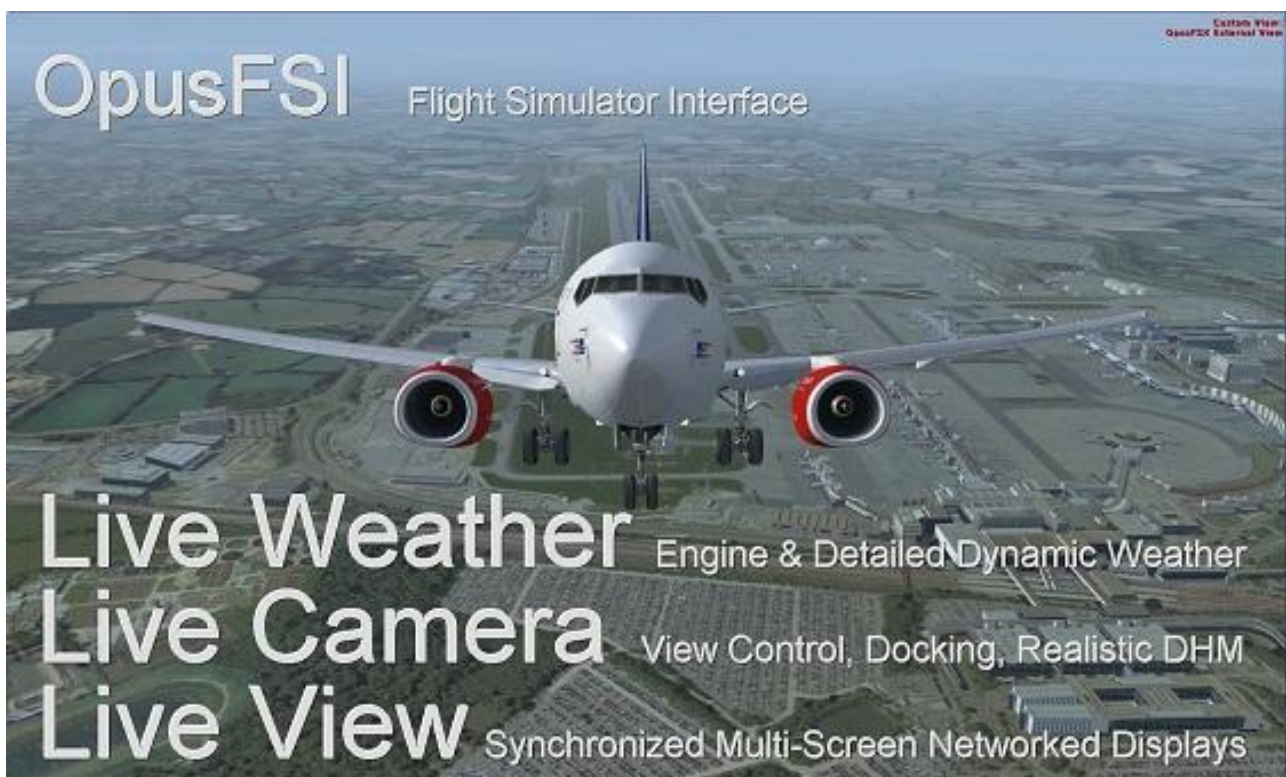 Custom View:
OpusFSX External View
OpusFSI Flight Simulator Interface
Live Weather Engine & Detailed Dynamic Weather
Live Camera View Control, Docking, Realistic DHM
Live View Synchronized Multi-Screen Networked Displays